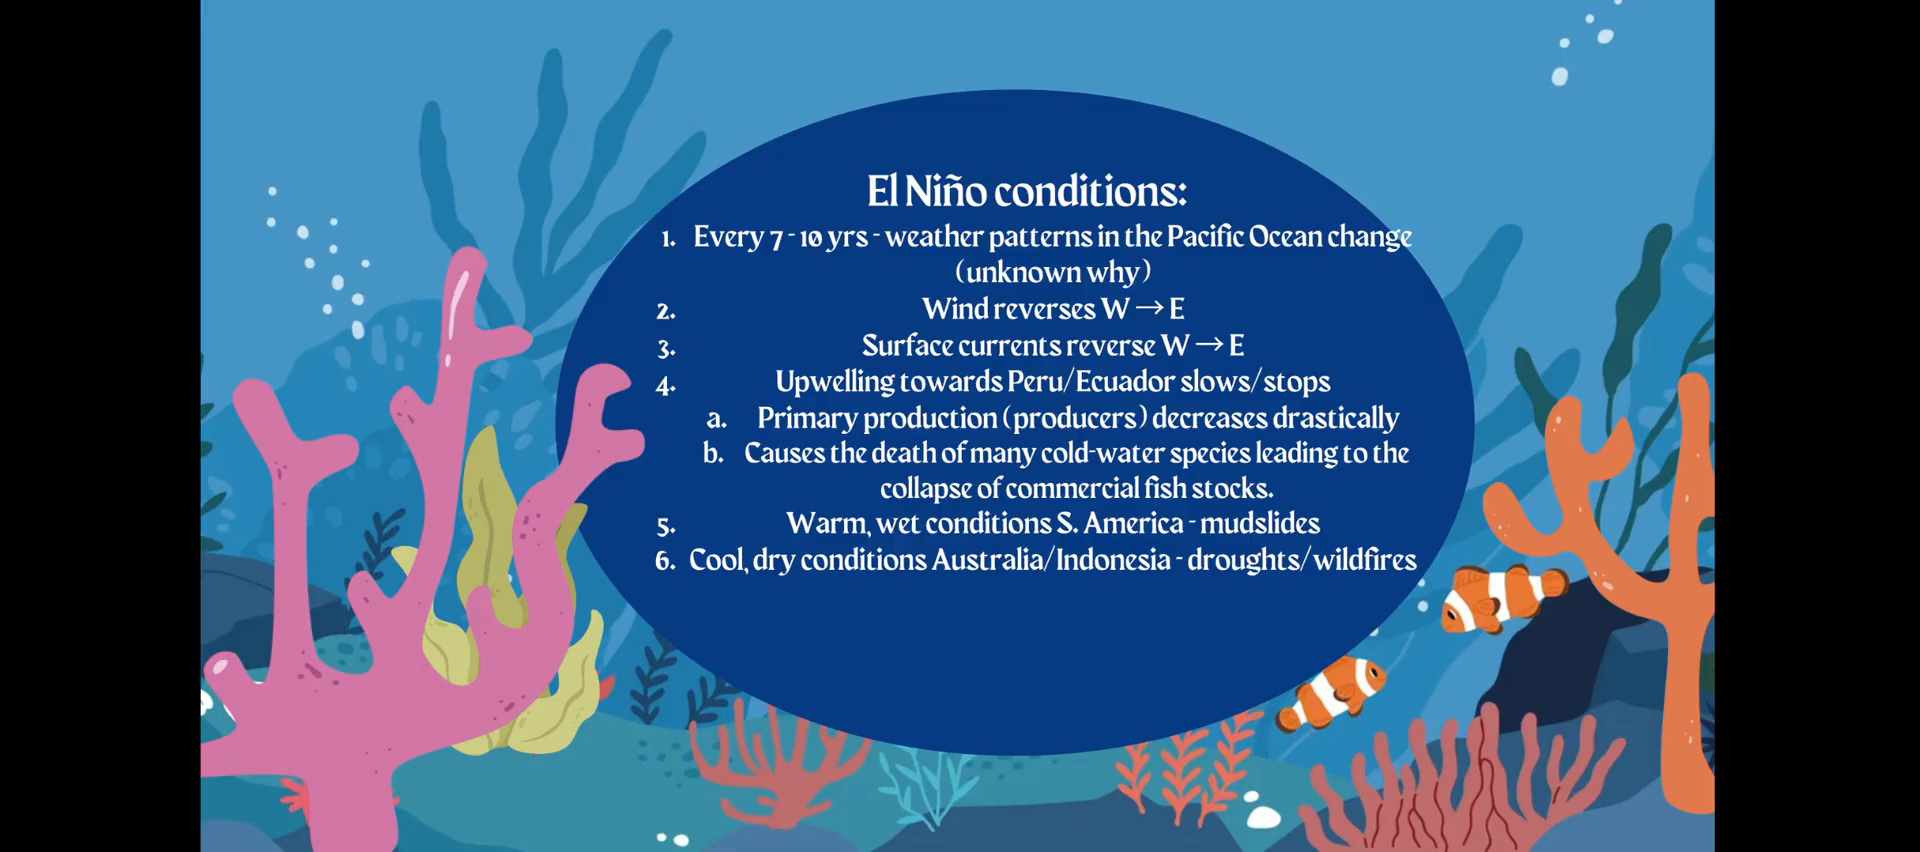 El Niño conditions:
1. Every 7 - 10 yrs - weather patterns in the Pacific Ocean change
(unknown why)
2. Wind reverses W → E
3. Surface currents reverse W → E
4. Upwelling towards Peru/Ecuador slows/stops
a. Primary production (producers) decreases drastically
b. Causes the death of many cold-water species leading to the
collapse of commercial fish stocks.
5. Warm, wet conditions S. America - mudslides
6. Cool, dry conditions Australia/Indonesia - droughts/wildfires